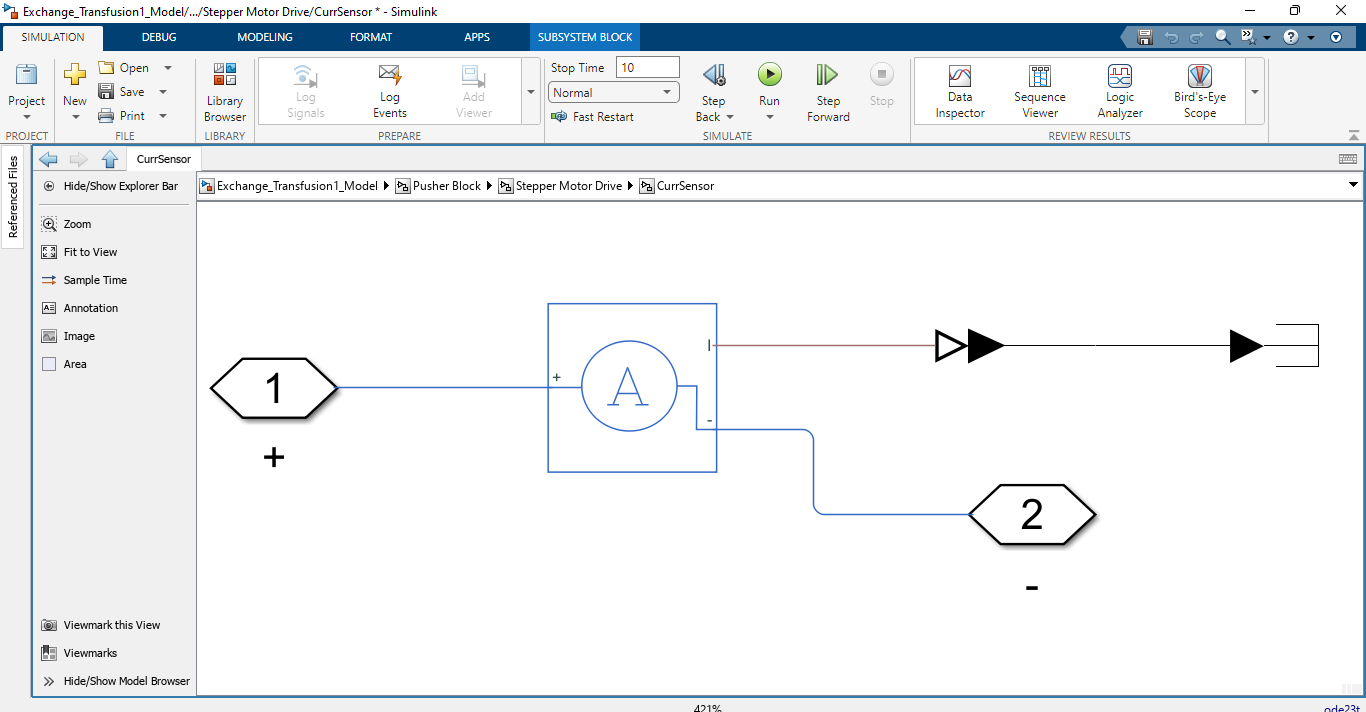 Exchange_Transfusion1_Model/.../Stepper Motor Drive/CurrSensor * - Simulink
SIMULATION DEBUG MODELING FORMAT APPS SUBSYSTEM BLOCK
Project
New
Open
Save
Print
Library
Browser
Log
Signals
Log
Events
Add
Viewer
Stop Time 10
Normal
Fast Restart
Step
Back
Run
Step
Forward
Stop
Data
Inspector
Sequence
Viewer
Logic
Analyzer
Bird's-Eye
Scope
PROJECT FILE LIBRARY PREPARE SIMULATE REVIEW RESULTS
Referenced Files
CurrSensor
Hide/Show Explorer Bar
Exchange_Transfusion1_Model Pusher Block Stepper Motor Drive CurrSensor
Zoom
Fit to View
Sample Time
Annotation
Image
Area
1
+
+
A
I
-
2
-
Viewmark this View
Viewmarks
Hide/Show Model Browser
421%
ode23t